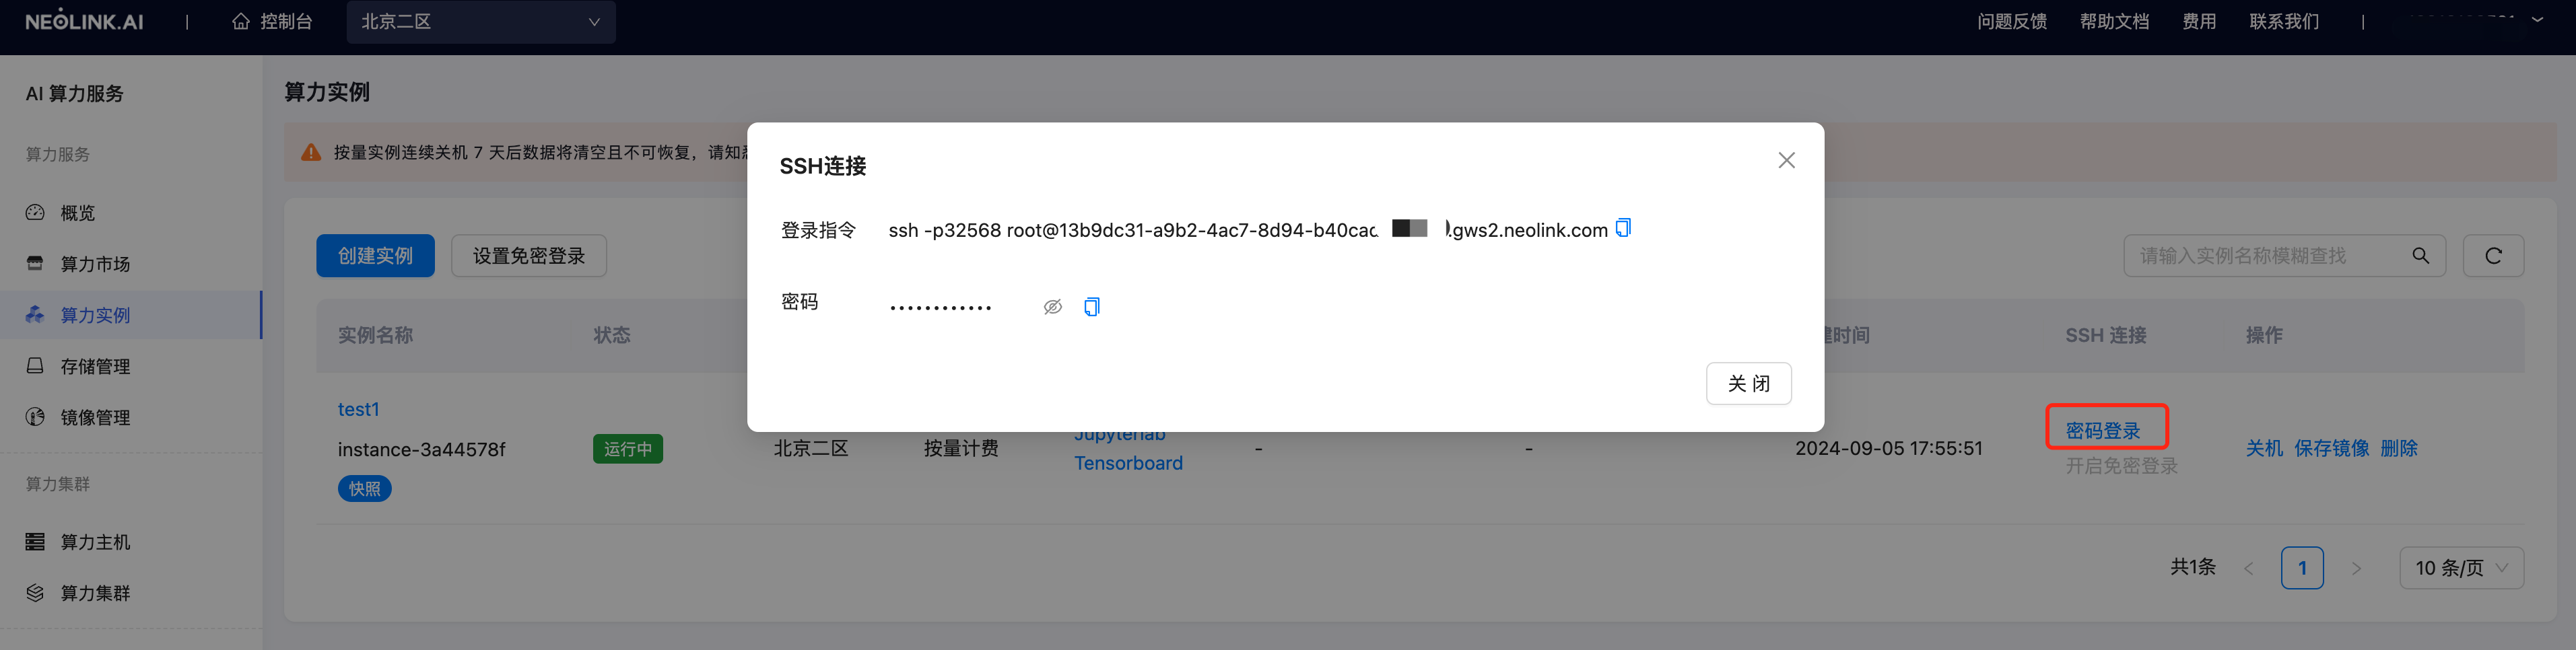 NEOLINK.AI
控制台
北京二区
问题反馈
帮助文档
费用
联系我们
AI 算力服务
算力服务
概览
算力市场
算力实例
存储管理
镜像管理
算力集群
算力主机
算力集群
算力实例
按量实例连续关机 7 天后数据将清空且不可恢复，请知
创建实例
设置免密登录
请输入实例名称模糊查找
SSH连接
登录指令
ssh -p32568 root@13b9dc31-a9b2-4ac7-8d94-b40cac .gws2.neolink.com
密码
••••••••••••
关 闭
实例名称
状态
时间
SSH 连接
操作
test1
instance-3a44578f
快照
运行中
北京二区
按量计费
Jupyterlab
Tensorboard
-
-
2024-09-05 17:55:51
密码登录
开启免密登录
关机 保存镜像 删除
共1条
1
10 条/页